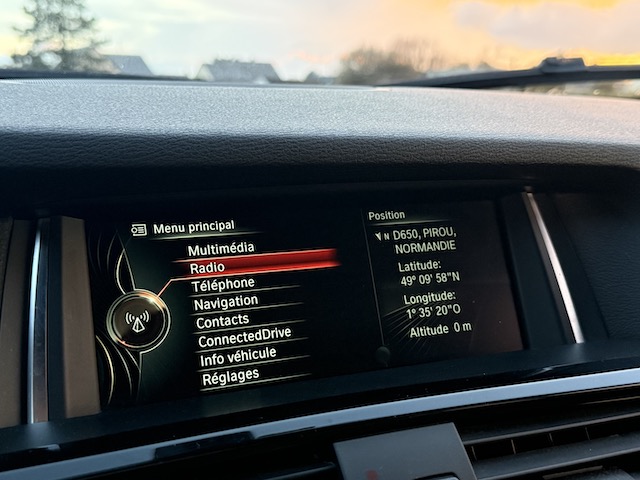 Menu principal
Multimédia
Radio
Téléphone
Navigation
Contacts
ConnectedDrive
Info véhicule
Réglages
Position
N D650, PIROU,
NORMANDIE
Latitude:
49° 09' 58"N
Longitude:
1° 35' 20"O
Altitude 0 m